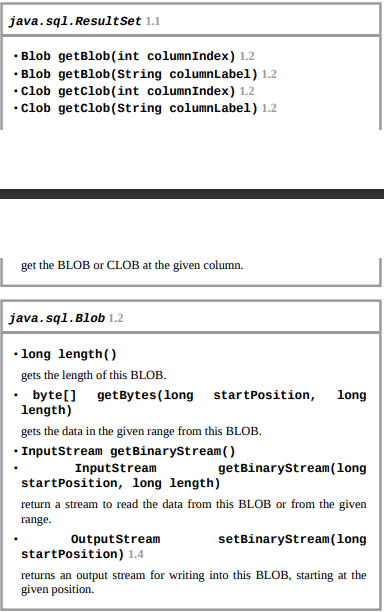 java.sql.ResultSet 1.1
• Blob getBlob(int columnIndex) 1.2
• Blob getBlob(String columnLabel) 1.2
• Clob getClob(int columnIndex) 1.2
• Clob getClob(String columnLabel) 1.2
get the BLOB or CLOB at the given column.
java.sql.Blob 1.2
• long length()
gets the length of this BLOB.
• byte[] getBytes(long startPosition, long
length)
gets the data in the given range from this BLOB.
• InputStream getBinaryStream()
• InputStream getBinaryStream(long
startPosition, long length)
return a stream to read the data from this BLOB or from the given
range.
• OutputStream setBinaryStream(long
startPosition) 1.4
returns an output stream for writing into this BLOB, starting at the
given position.